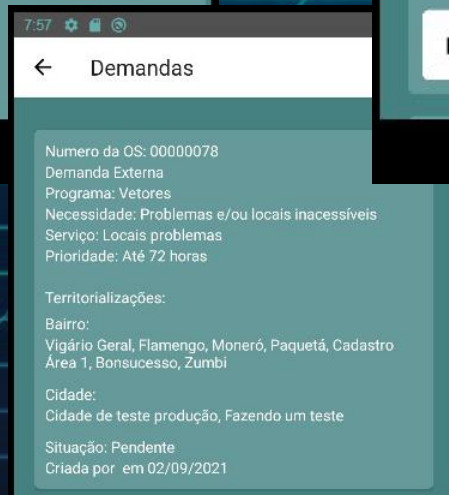 7:57
Demandas
Numero da OS: 00000078
Demanda Externa
Programa: Vetores
Necessidade: Problemas e/ou locais inacessíveis
Serviço: Locais problemas
Prioridade: Até 72 horas
Territorializações:
Bairro:
Vigário Geral, Flamengo, Moneró, Paquetá, Cadastro
Área 1, Bonsucesso, Zumbi
Cidade:
Cidade de teste produção, Fazendo um teste
Situação: Pendente
Criada por em 02/09/2021